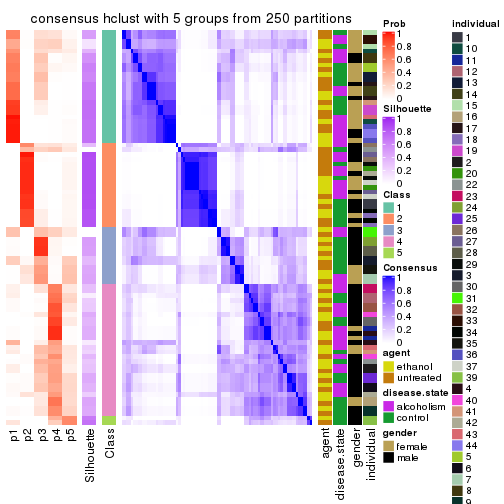 consensus hclust with 5 groups from 250 partitions
p1
p2
p3
p4
p5
Silhouette
Class
agent
disease.state
gender
individual
Prob
1
0.8
0.6
0.4
0.2
0
Silhouette
1
0.8
0.6
0.4
0.2
0
Class
1
2
3
4
5
Consensus
1
0.8
0.6
0.4
0.2
0
agent
ethanol
untreated
disease.state
alcoholism
control
gender
female
male
individual
1
10
11
12
13
14
15
16
17
18
19
2
20
22
23
24
25
26
27
28
29
3
30
31
32
33
34
35
36
37
39
4
40
41
42
43
44
5
6
7
8
9